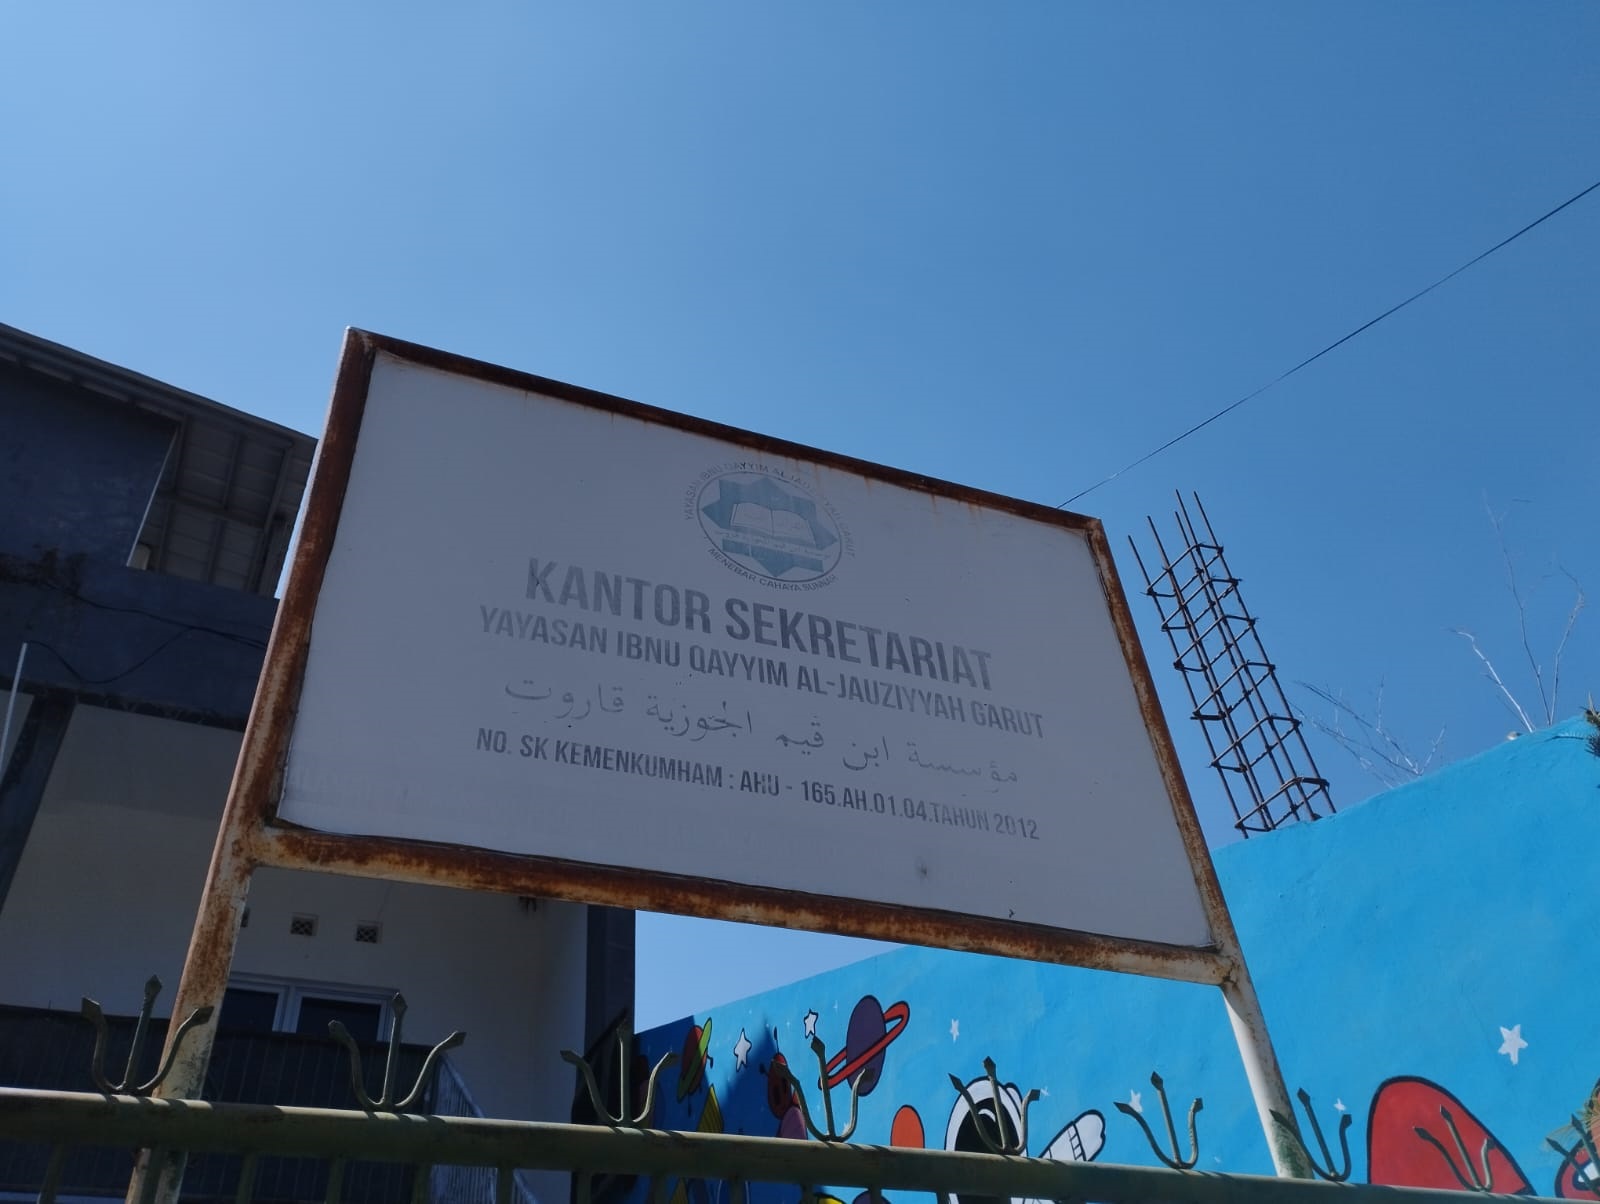 YAYASAN IBNU QAYYIM AL-JAUZIYYAH GARUT
MENEBAR CAHAYA SUNNAH
KANTOR SEKRETARIAT
YAYASAN IBNU QAYYIM AL-JAUZIYYAH GARUT
مؤسسة ابن قيم الجوزية قاروت
NO. SK KEMENKUMHAM : AHU - 165.AH.01.04.TAHUN 2012